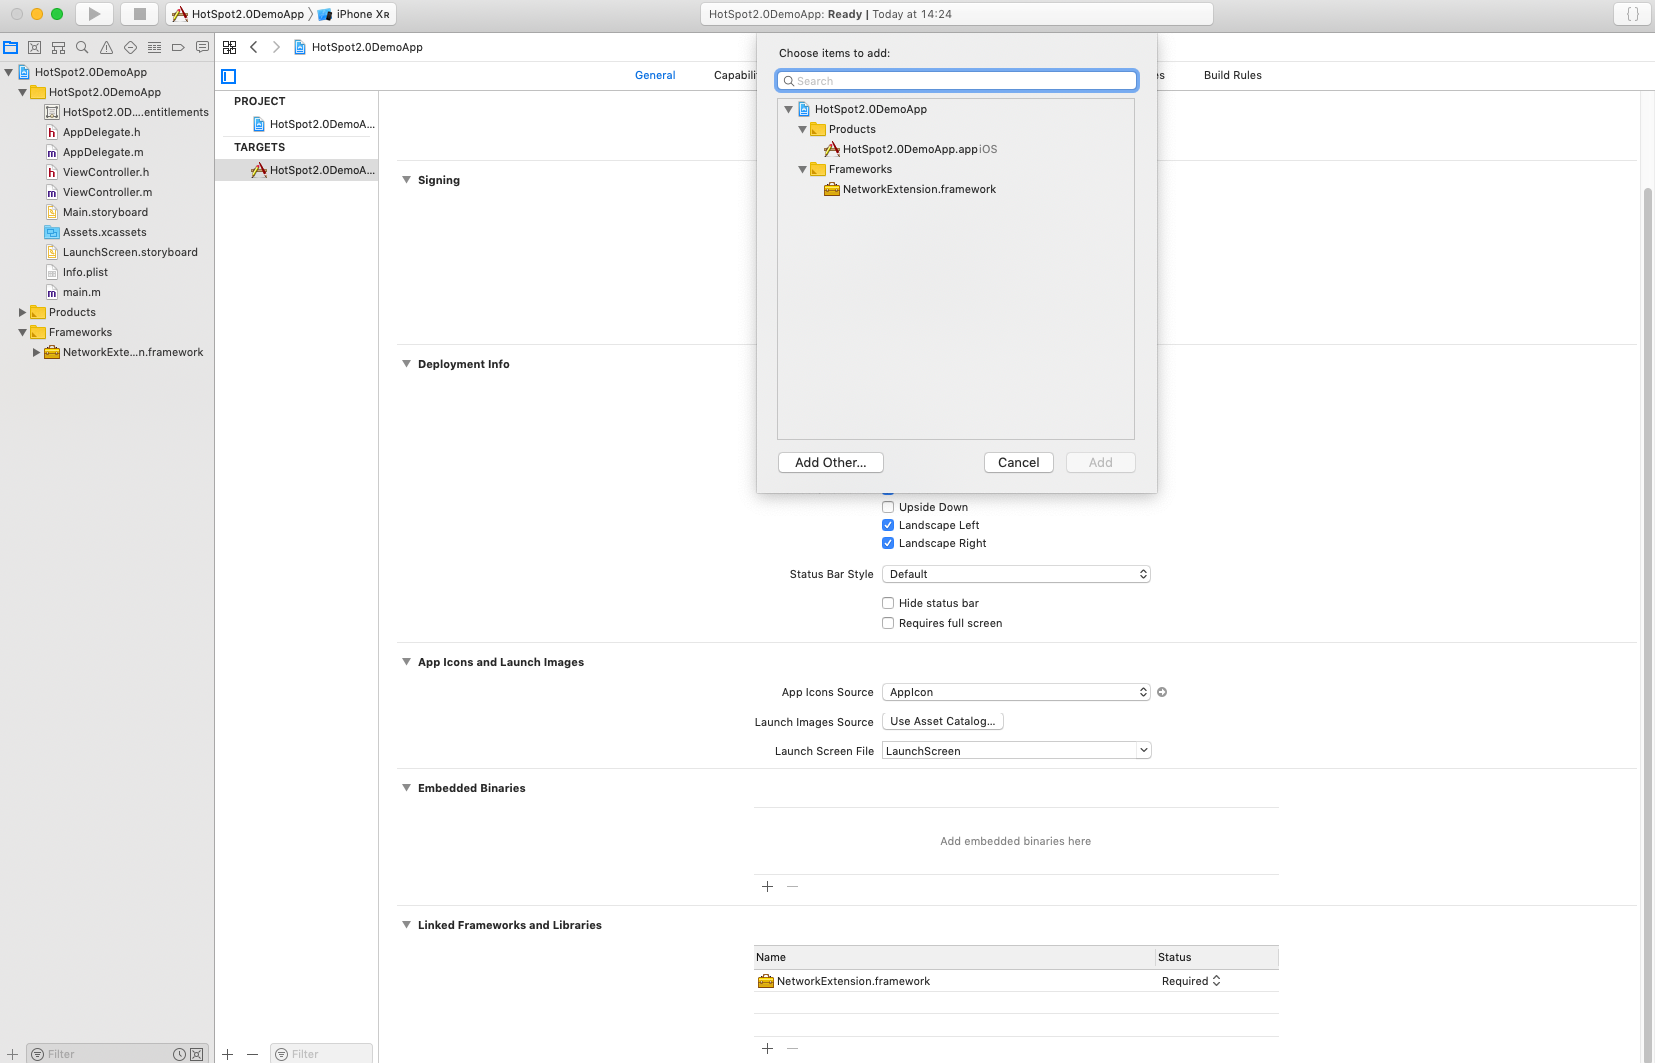 HotSpot2.0DemoApp
iPhone XR
HotSpot2.0DemoApp: Ready | Today at 14:24
{ }
HotSpot2.0DemoApp
HotSpot2.0DemoApp
HotSpot2.0D....entitlements
AppDelegate.h
AppDelegate.m
ViewController.h
ViewController.m
Main.storyboard
Assets.xcassets
LaunchScreen.storyboard
Info.plist
main.m
Products
Frameworks
NetworkExte...n.framework
Filter
HotSpot2.0DemoApp
General
Capabili
es
Build Rules
PROJECT
HotSpot2.0DemoA...
TARGETS
HotSpot2.0DemoA...
Filter
Choose items to add:
Search
HotSpot2.0DemoApp
Products
HotSpot2.0DemoApp.app iOS
Frameworks
NetworkExtension.framework
Add Other...
Cancel
Add
Signing
Deployment Info
Upside Down
Landscape Left
Landscape Right
Status Bar Style
Default
Hide status bar
Requires full screen
App Icons and Launch Images
App Icons Source
AppIcon
Launch Images Source
Use Asset Catalog...
Launch Screen File
LaunchScreen
Embedded Binaries
Add embedded binaries here
Linked Frameworks and Libraries
Name
Status
NetworkExtension.framework
Required